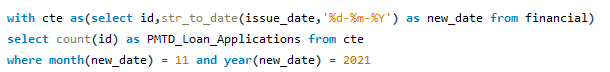 with cte as(select id,str_to_date(issue_date,'%d-%m-%Y') as new_date from financial)
select count(id) as PMTD_Loan_Applications from cte
where month(new_date) = 11 and year(new_date) = 2021